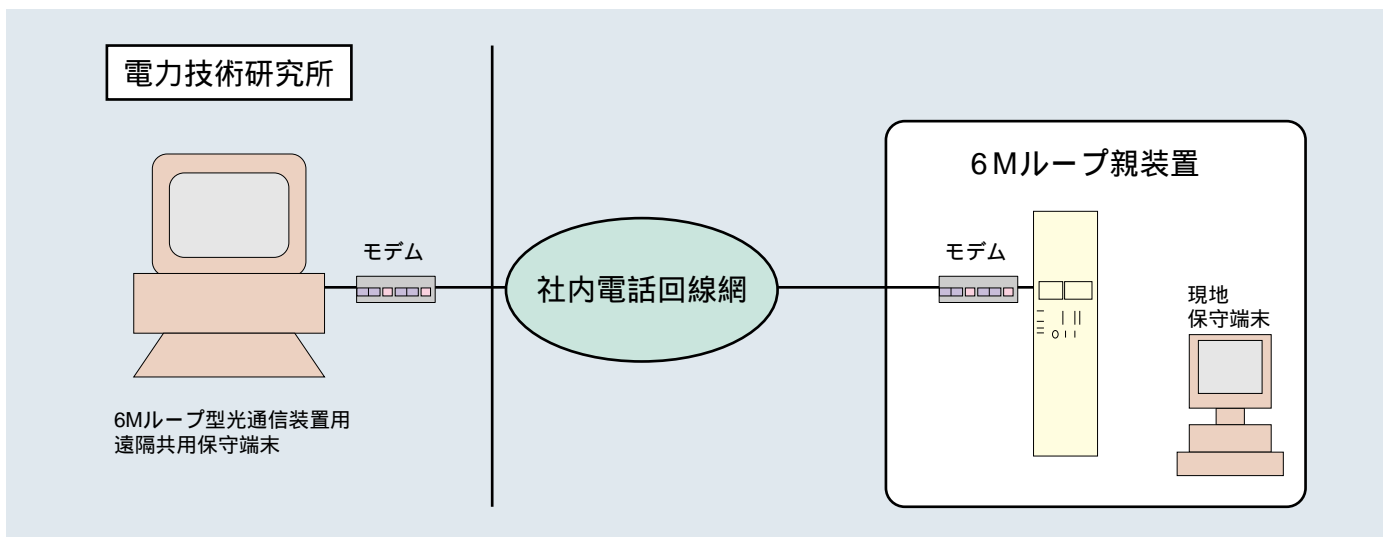 電力技術研究所
モデム
6Mループ型光通信装置用
遠隔共用保守端末
社内電話回線網
6Mループ親装置
モデム
現地
保守端末